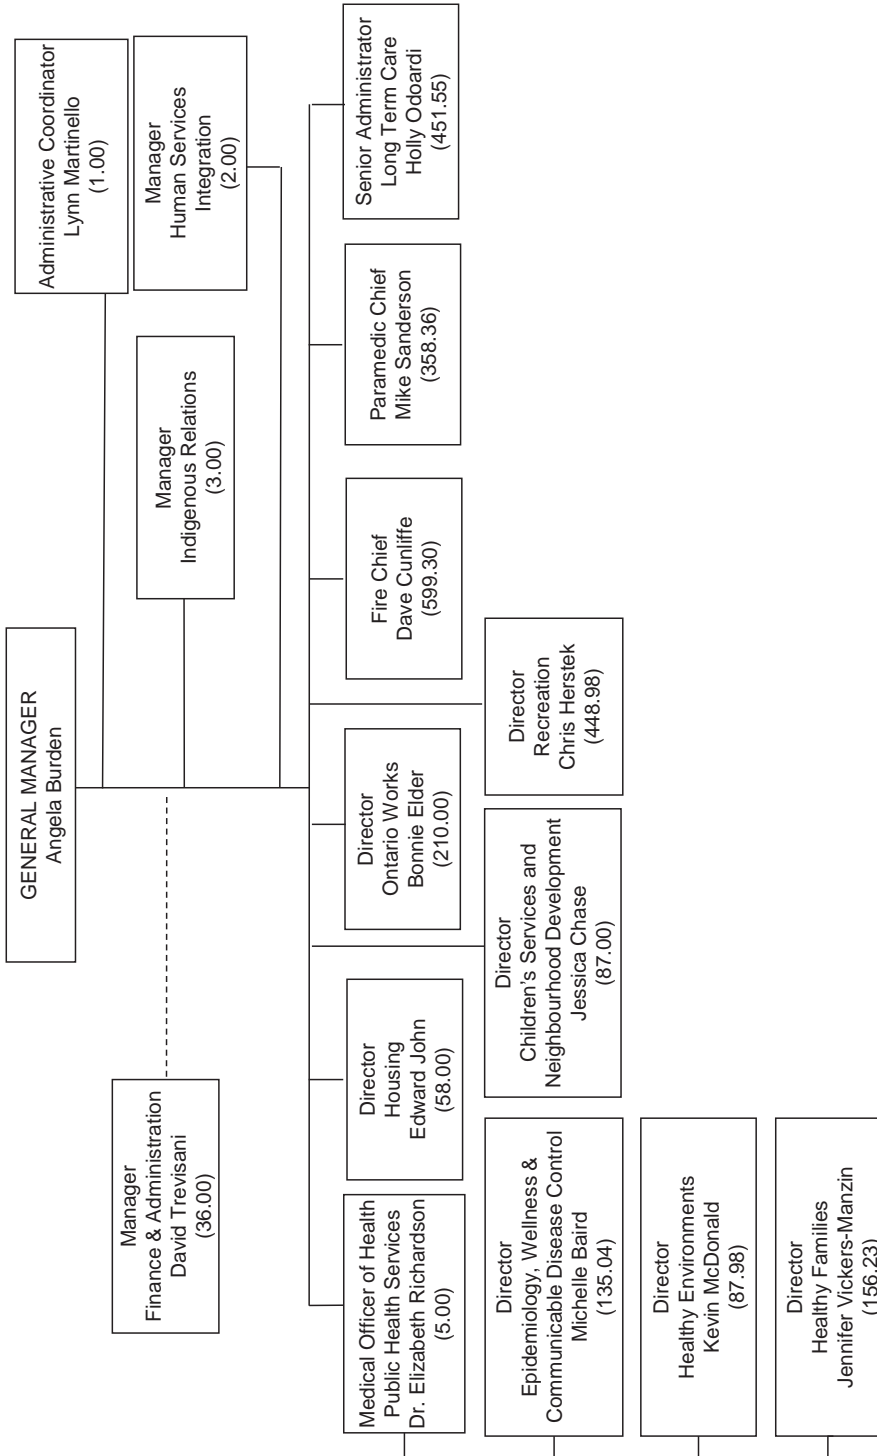 GENERAL MANAGER
Angela Burden
Administrative Coordinator
Lynn Martinello
(1.00)
Manager
Human Services
Integration
(2.00)
Manager
Indigenous Relations
(3.00)
Manager
Finance & Administration
David Trevisani
(36.00)
Medical Officer of Health
Public Health Services
Dr. Elizabeth Richardson
(5.00)
Director
Housing
Edward John
(58.00)
Director
Ontario Works
Bonnie Elder
(210.00)
Fire Chief
Dave Cunliffe
(599.30)
Paramedic Chief
Mike Sanderson
(358.36)
Senior Administrator
Long Term Care
Holly Odoardi
(451.55)
Director
Epidemiology, Wellness &
Communicable Disease Control
Michelle Baird
(135.04)
Director
Children's Services and
Neighbourhood Development
Jessica Chase
(87.00)
Director
Recreation
Chris Herstek
(448.98)
Director
Healthy Environments
Kevin McDonald
(87.98)
Director
Healthy Families
Jennifer Vickers-Manzin
(156.23)